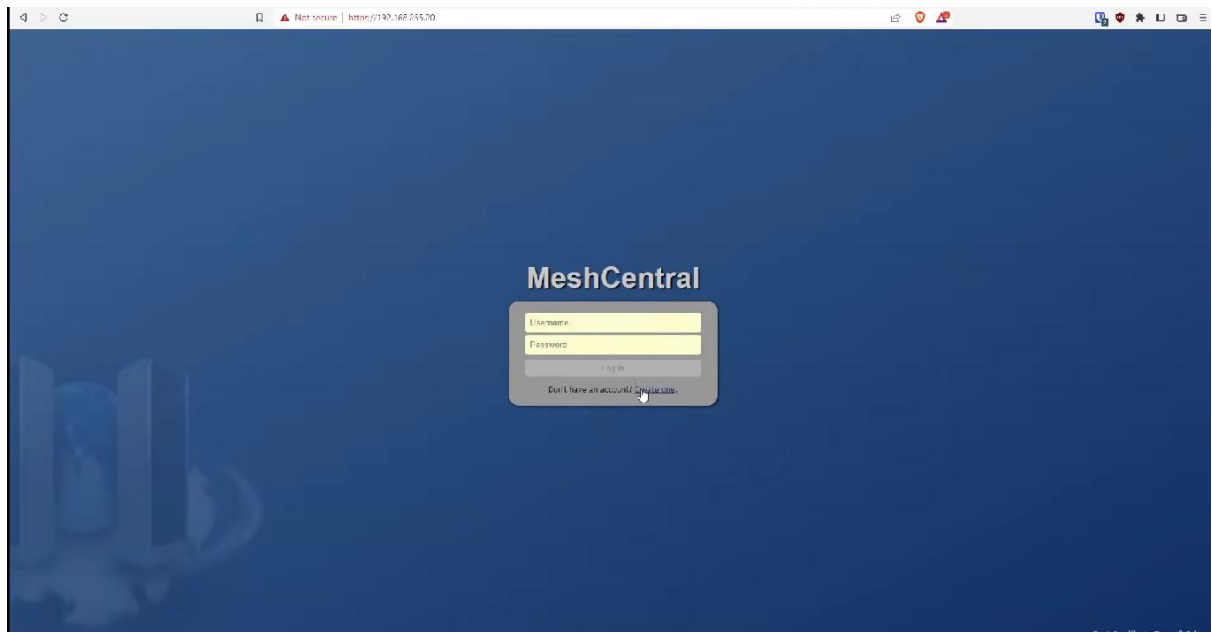 Not secure https://192.168.255.20
MeshCentral
Username
Password
Log In
Don't have an account? Create one.